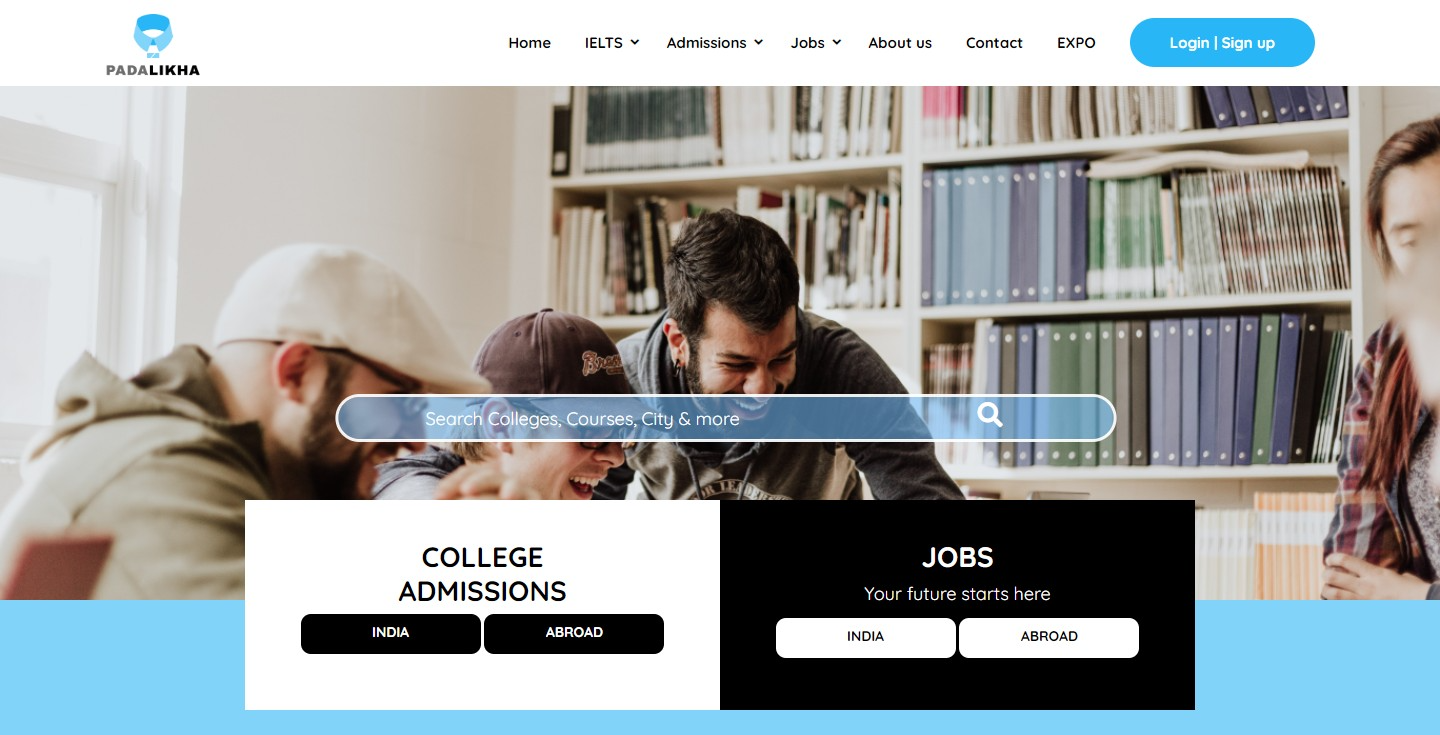 PADALIKHA
Home IELTS Admissions Jobs About us Contact EXPO Login | Sign up
Search Colleges, Courses, City & more
COLLEGE
ADMISSIONS
INDIA ABROAD
JOBS
Your future starts here
INDIA ABROAD